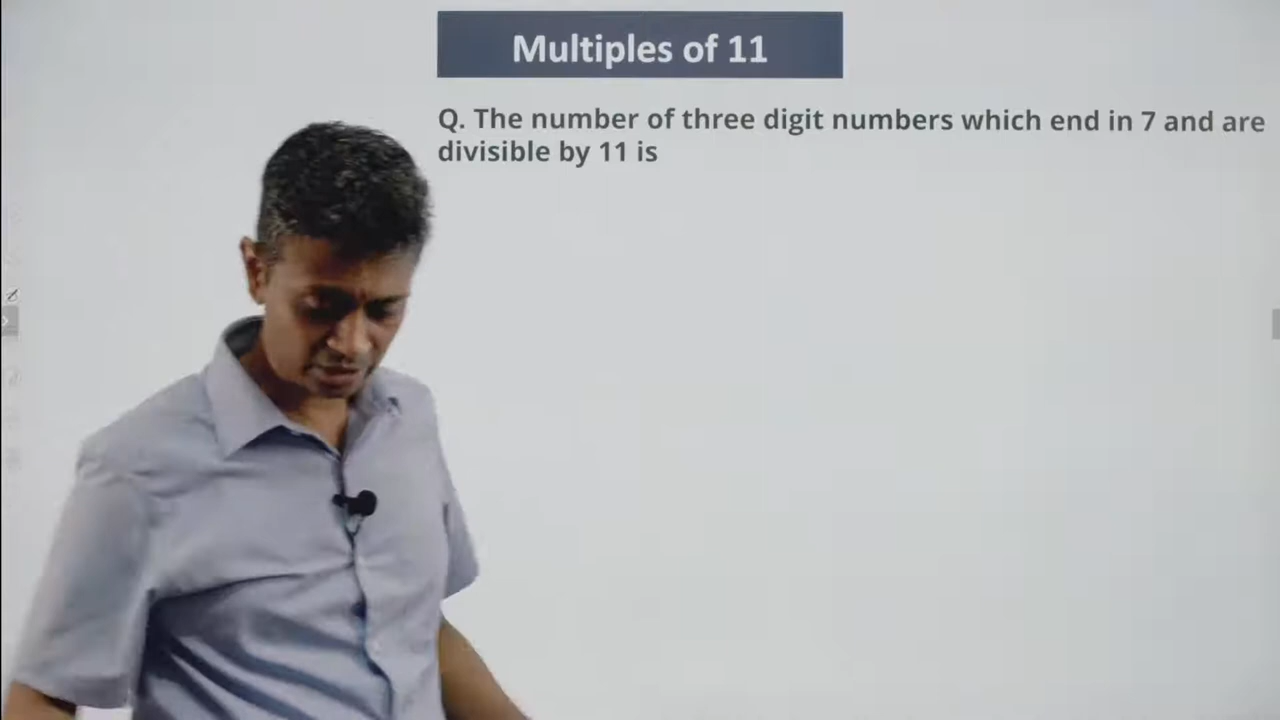 Multiples of 11
Q. The number of three digit numbers which end in 7 and are
divisible by 11 is